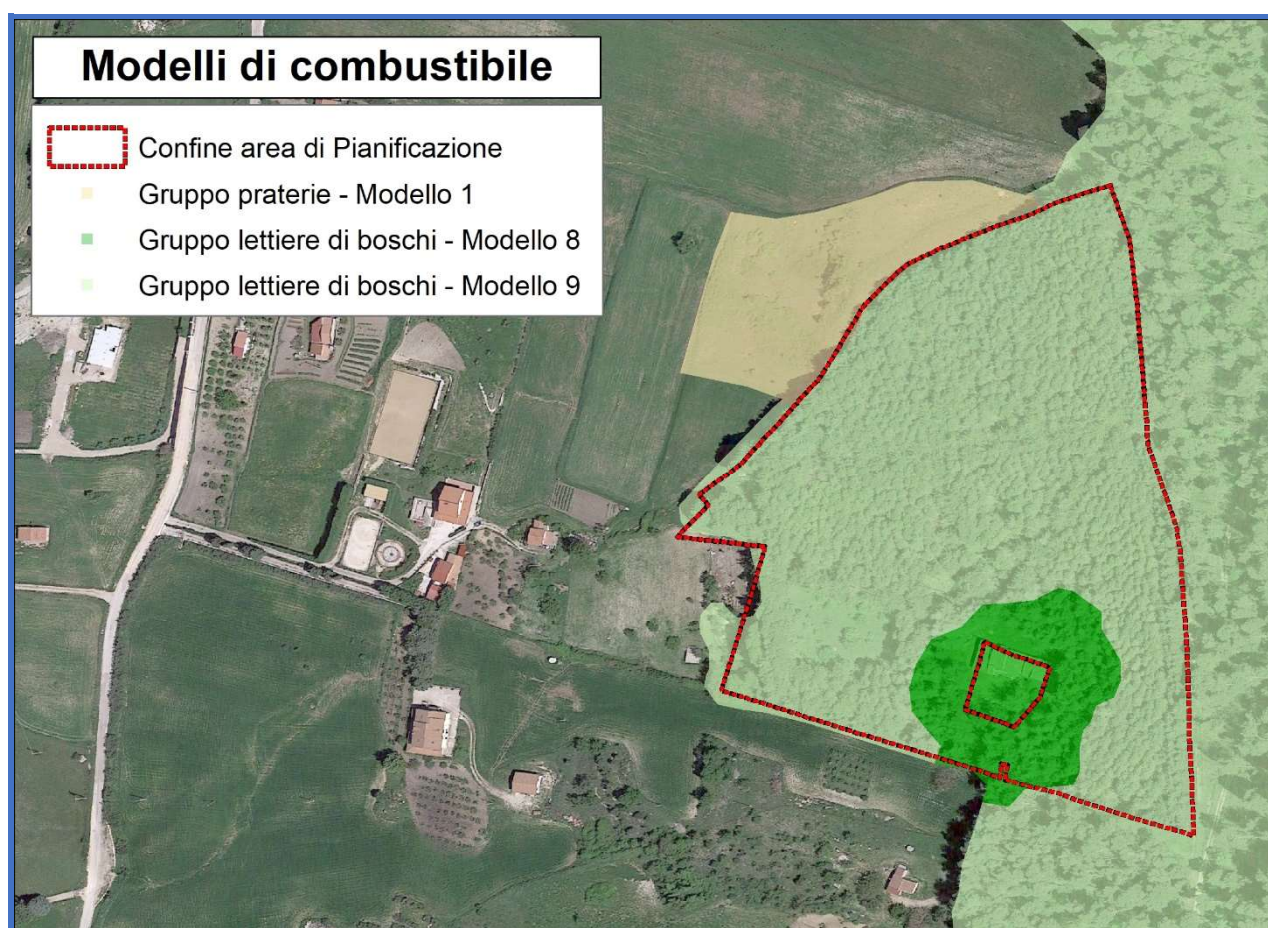 Modelli di combustibile
Confine area di Pianificazione
Gruppo praterie - Modello 1
Gruppo lettiere di boschi - Modello 8
Gruppo lettiere di boschi - Modello 9